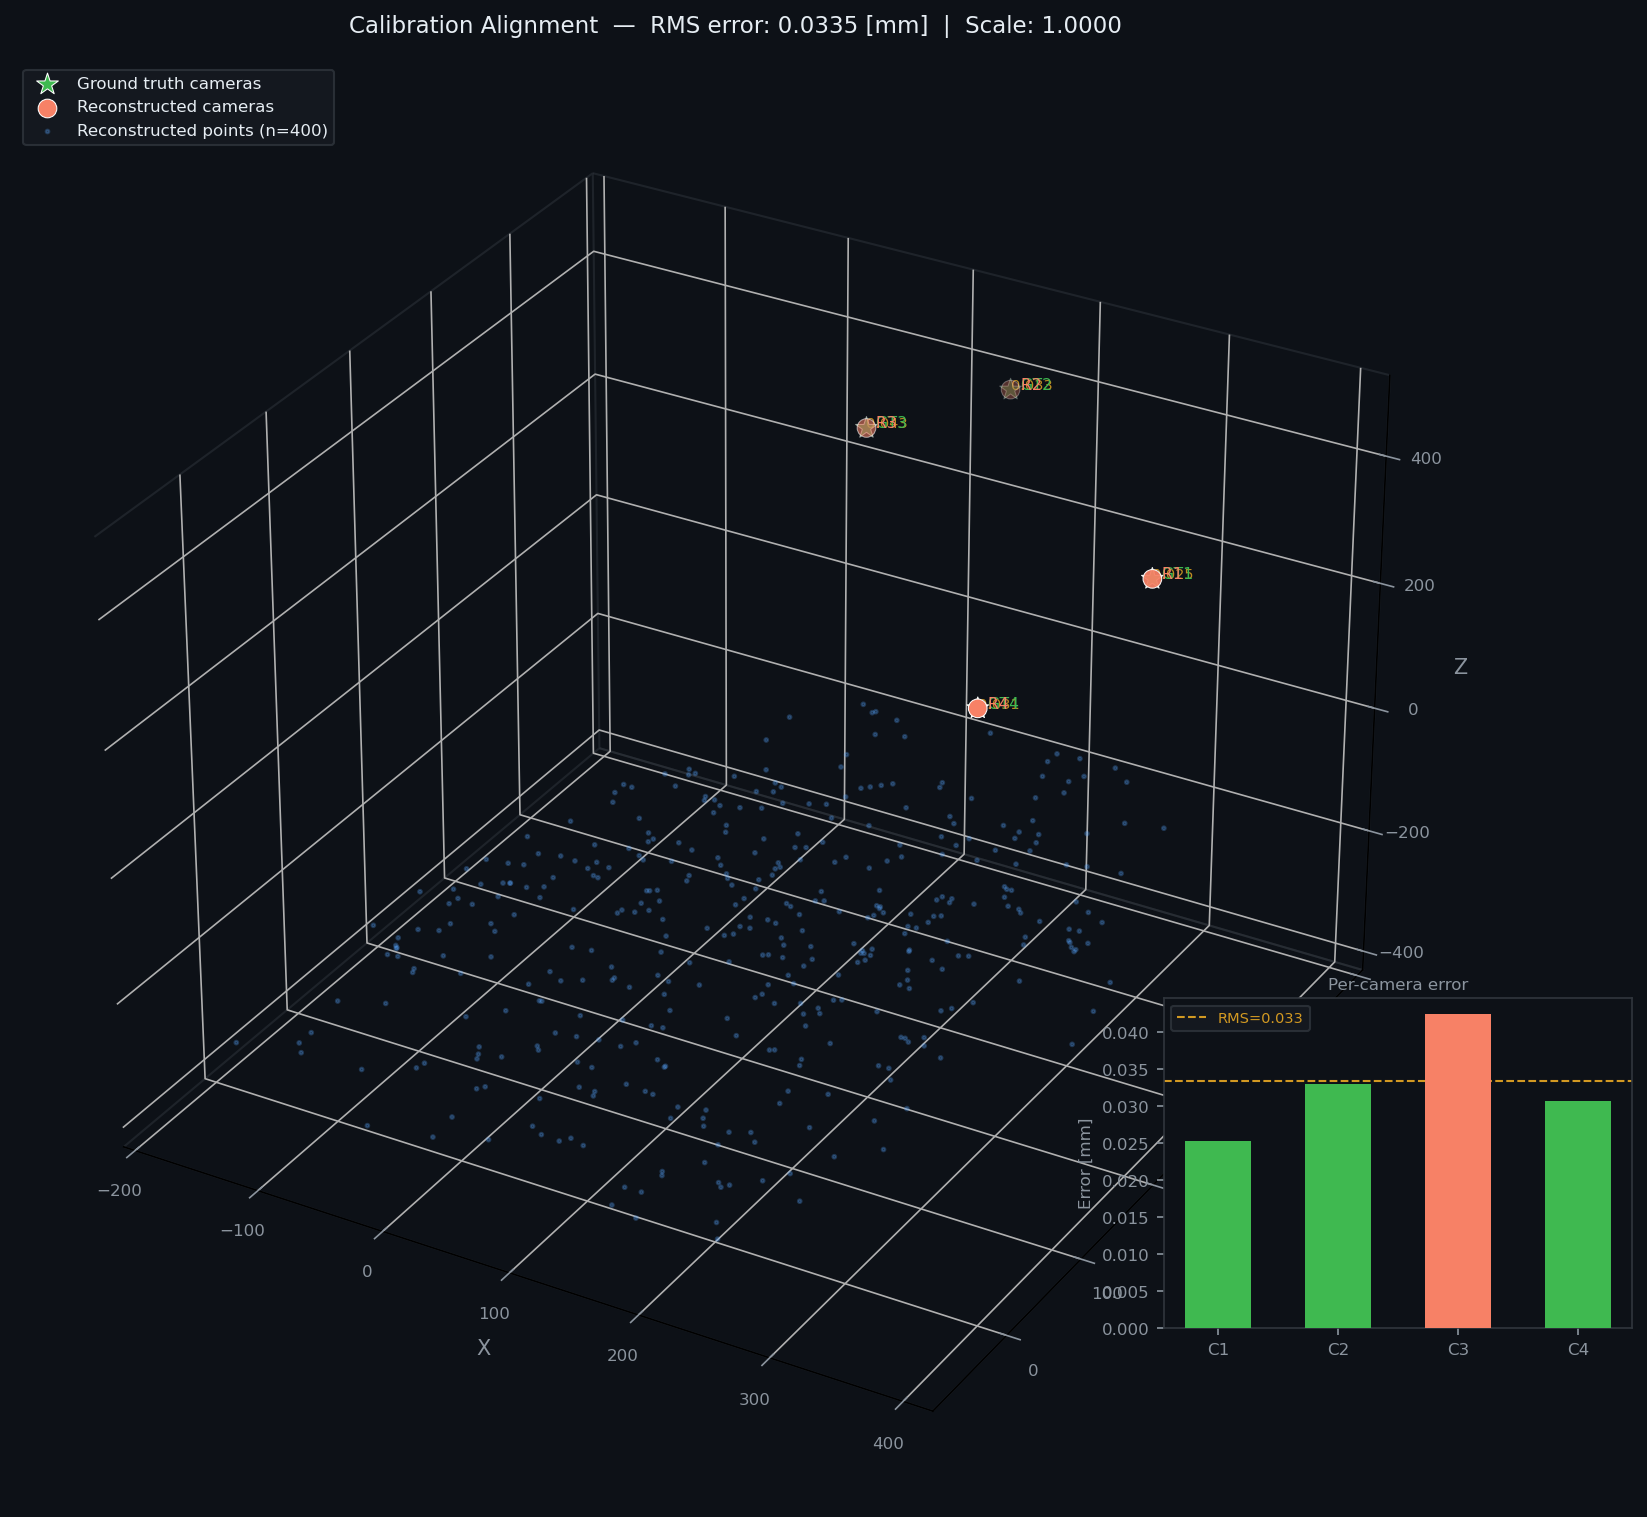 Calibration Alignment — RMS error: 0.0335 [mm] | Scale: 1.0000
Ground truth cameras
Reconstructed cameras
Reconstructed points (n=400)
400
200
0
−200
−400
Z
−200
−100
0
100
200
300
400
X
0
100
Per-camera error
RMS=0.033
0.040
0.035
0.030
0.025
0.020
0.015
0.010
0.005
0.000
Error [mm]
C1
C2
C3
C4